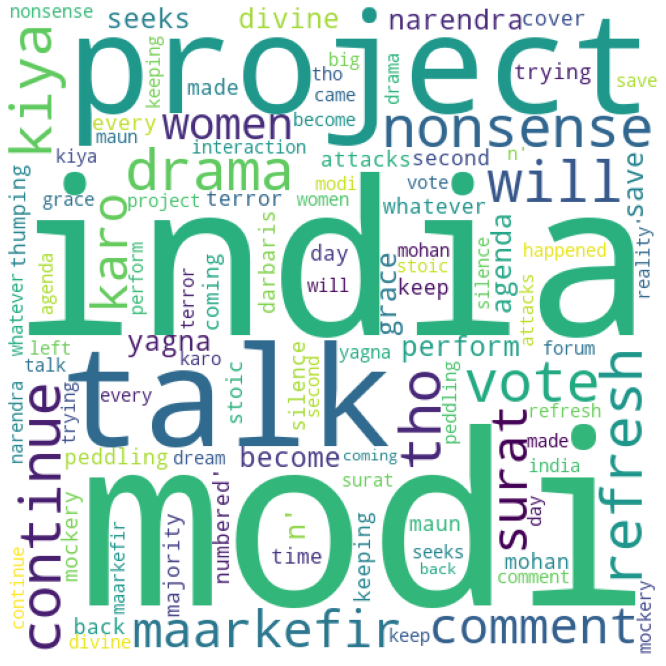 nonsense seeks divine narendra cover
project
kiya
keeping
made
tho
big
drama
trying
save
every
women
came
become
nonsense
maun
interaction
kiya
drama
attacks second n'
will
save
grace
project terror
modi
vote
whatever
women
thumping
karo
india
agenda
perform
terror
coming
darbaris
day
will
mohan
stoic
keep
grace
silence
agenda
happened
attacks
reality'
whatever
left
yagna
karo
talk
silence
second
yagna
perform
forum
talk
narendra
trying
every
stoic
vote
tho
peddling
refresh
refresh
continue
peddling dream become coming
surat
made
india
surat
day
mockery
maarkefir
numbered'
n'
modi
time
keeping
maun
seeks
back
mohan
comment
majority
continue
back
divine
maarkefir
keep
comment
mockery